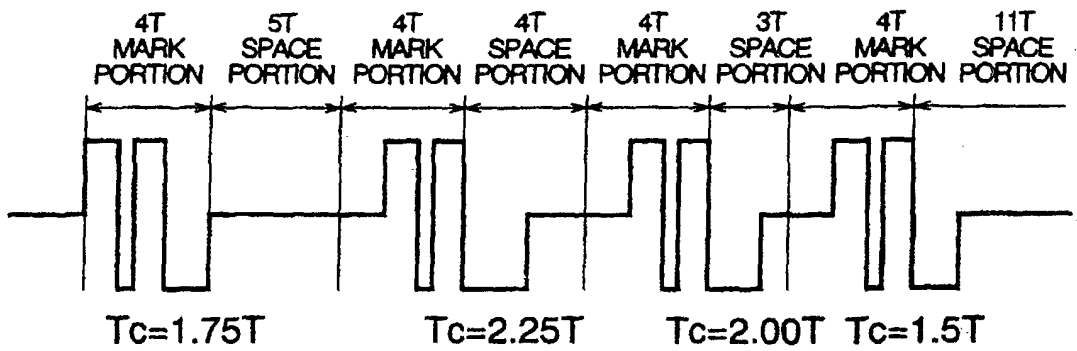 4T MARK PORTION
5T SPACE PORTION
4T MARK PORTION
4T SPACE PORTION
4T MARK PORTION
3T SPACE PORTION
4T MARK PORTION
11T SPACE PORTION
Tc=1.75T
Tc=2.25T
Tc=2.00T
Tc=1.5T